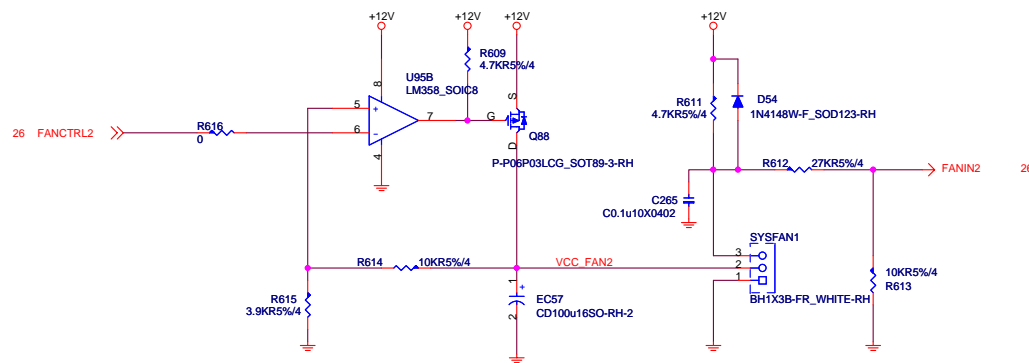 +12V
+12V
+12V
+12V
R609
4.7KR5%/4
U95B
LM358_SOIC8
8
5
+
6
-
7
4
G
S
D
Q88
P-P06P03LCG_SOT89-3-RH
26 FANCTRL2
R616
0
R611
4.7KR5%/4
D54
1N4148W-F_SOD123-RH
R612 27KR5%/4
FANIN2 26
C265
C0.1u10X0402
SYSFAN1
3
2
1
BH1X3B-FR_WHITE-RH
10KR5%/4
R613
R614 10KR5%/4
VCC_FAN2
R615
3.9KR5%/4
1
+
2
EC57
CD100u16SO-RH-2